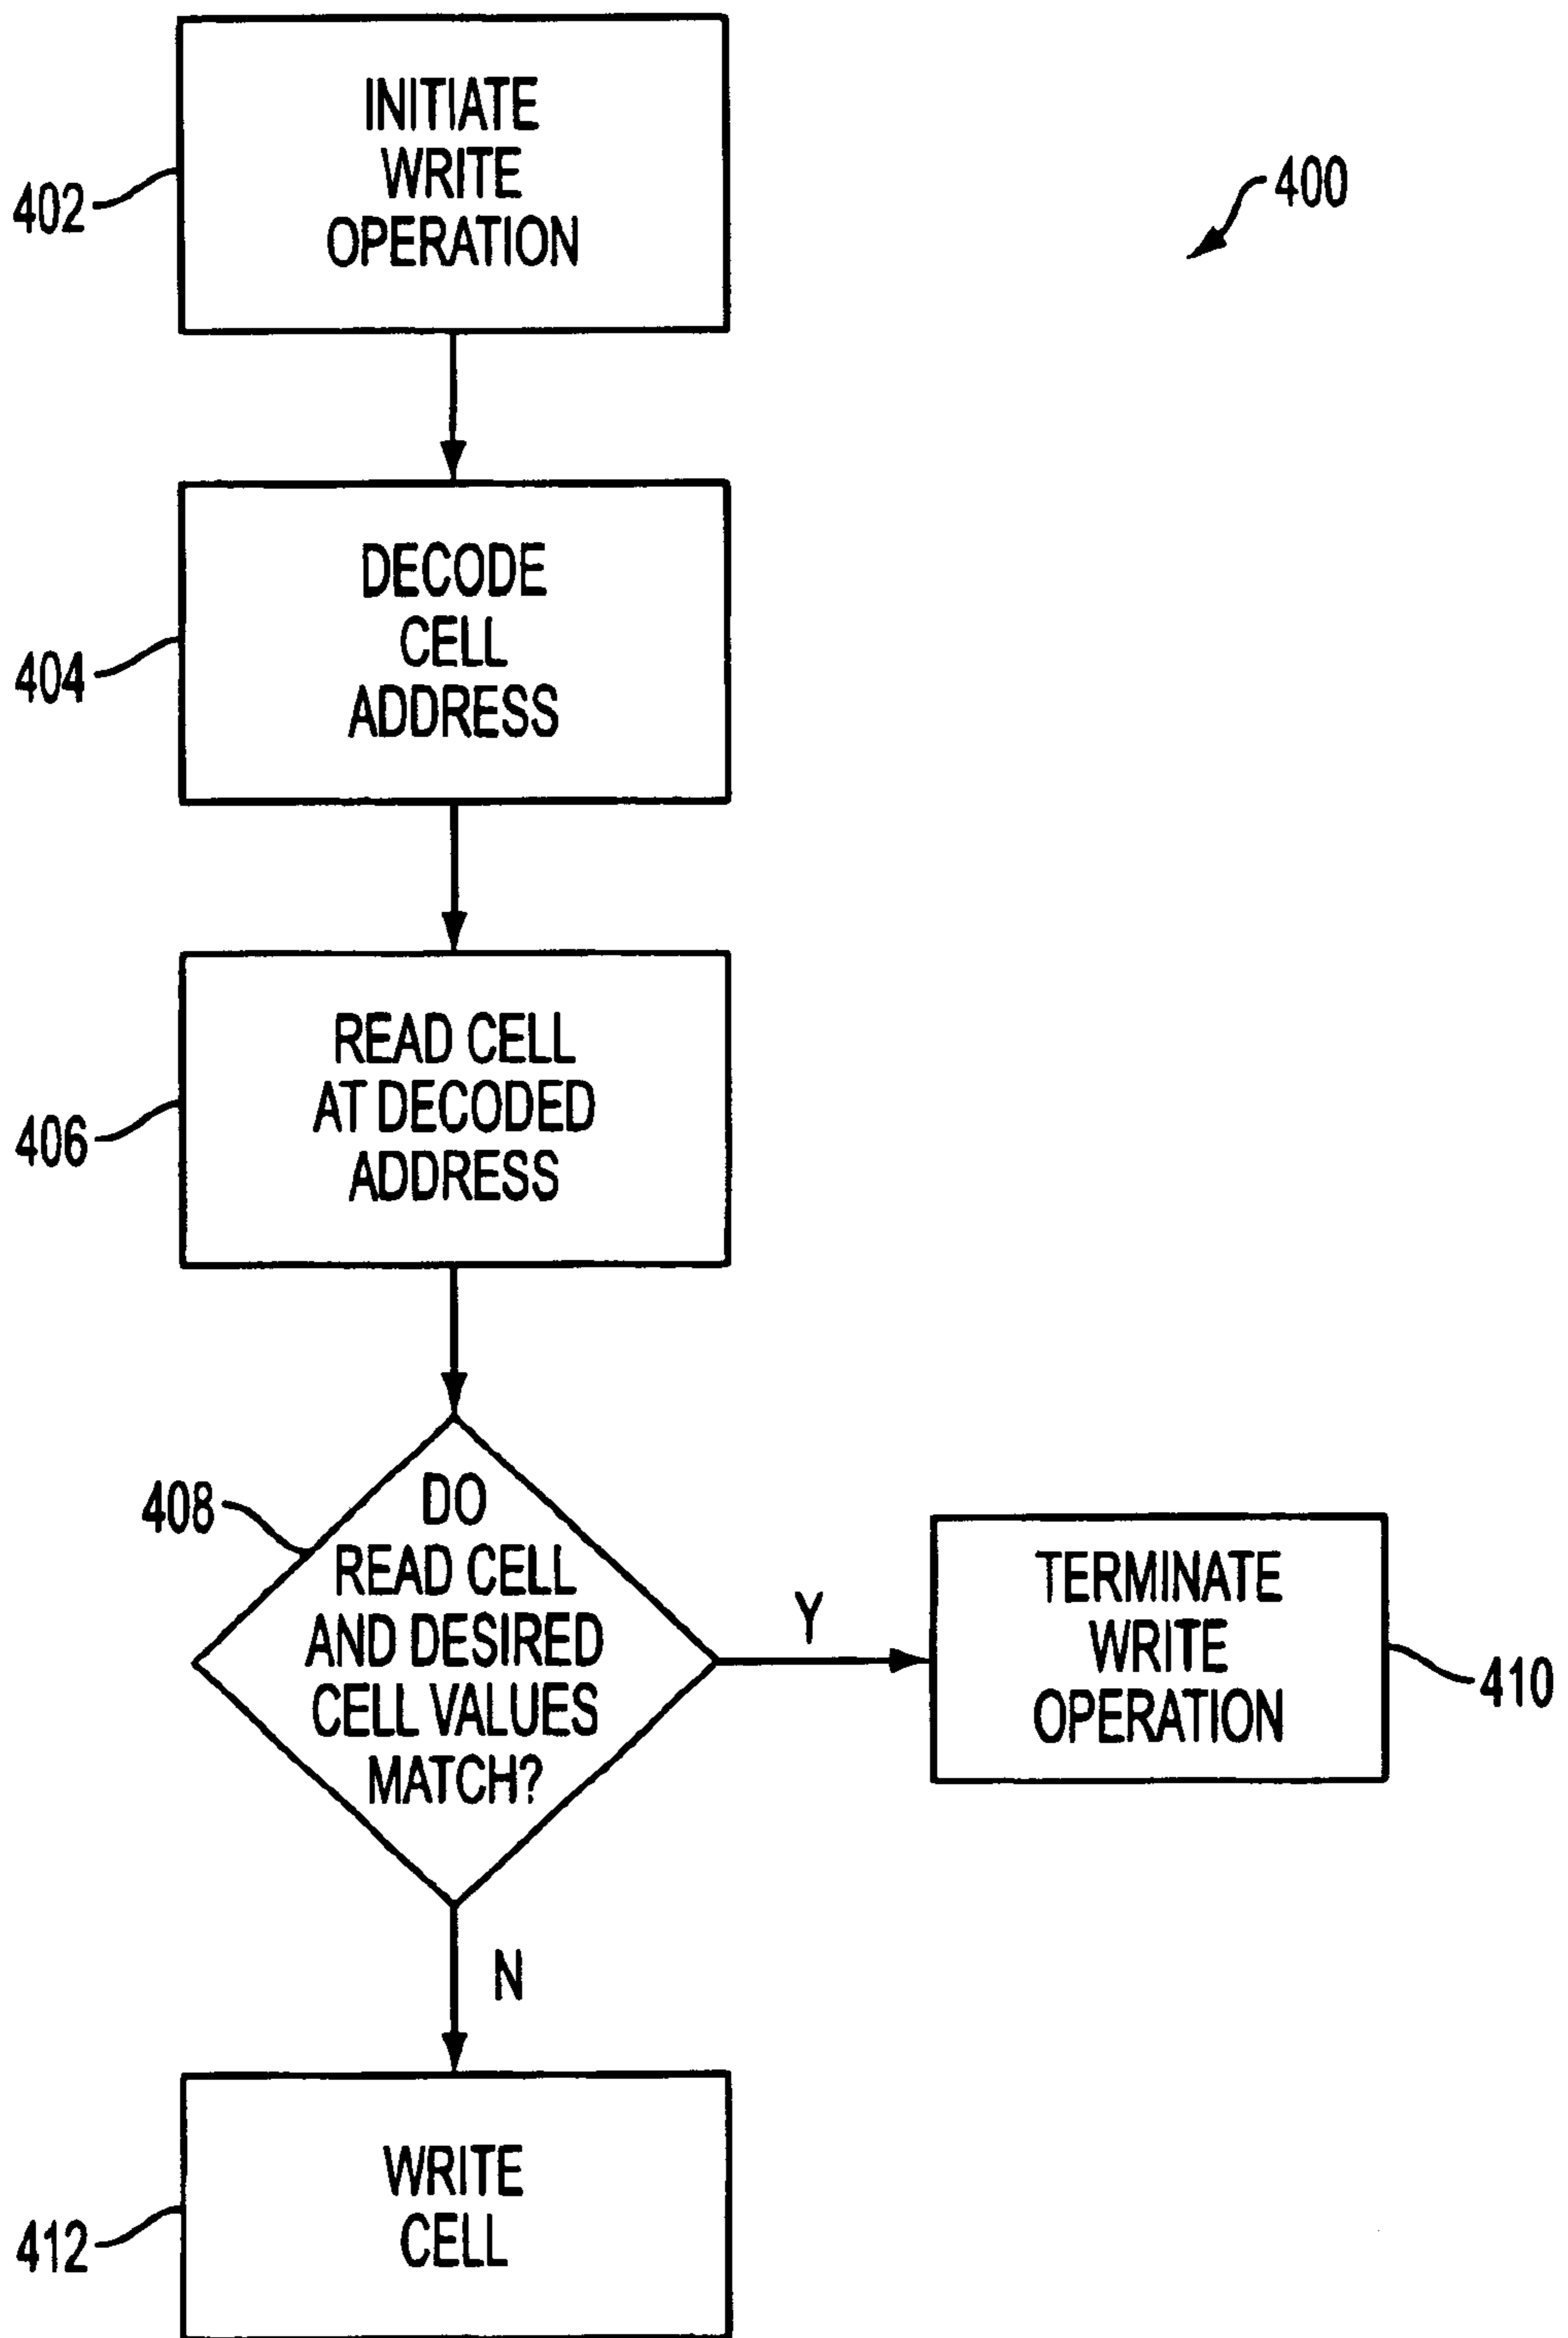 INITIATE
WRITE
OPERATION
402
400
DECODE
CELL
ADDRESS
404
READ CELL
AT DECODED
ADDRESS
406
408
DO
READ CELL
AND DESIRED
CELL VALUES
MATCH?
Y
TERMINATE
WRITE
OPERATION
410
N
WRITE
CELL
412